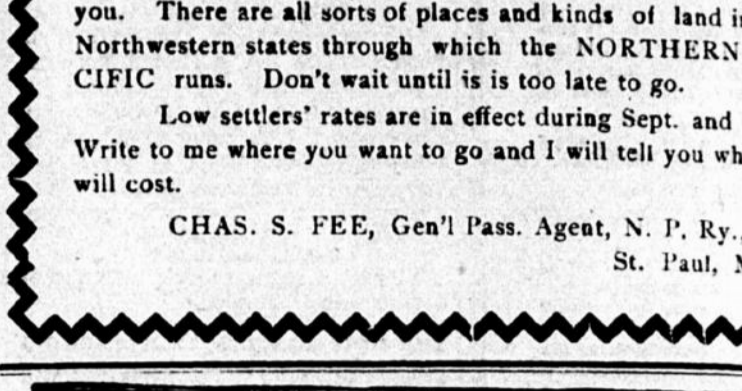 you. There are all sorts of places and kinds of land
Northwestern states through which the NORTHERN
CIFIC runs. Don't wait until is is too late to go.
Low settlers' rates are in effect during Sept. and
Write to me where you want to go and I will tell you
will cost.
CHAS. S. FEE, Gen'l Pass. Agent, N. P. Ry.,
St. Paul,